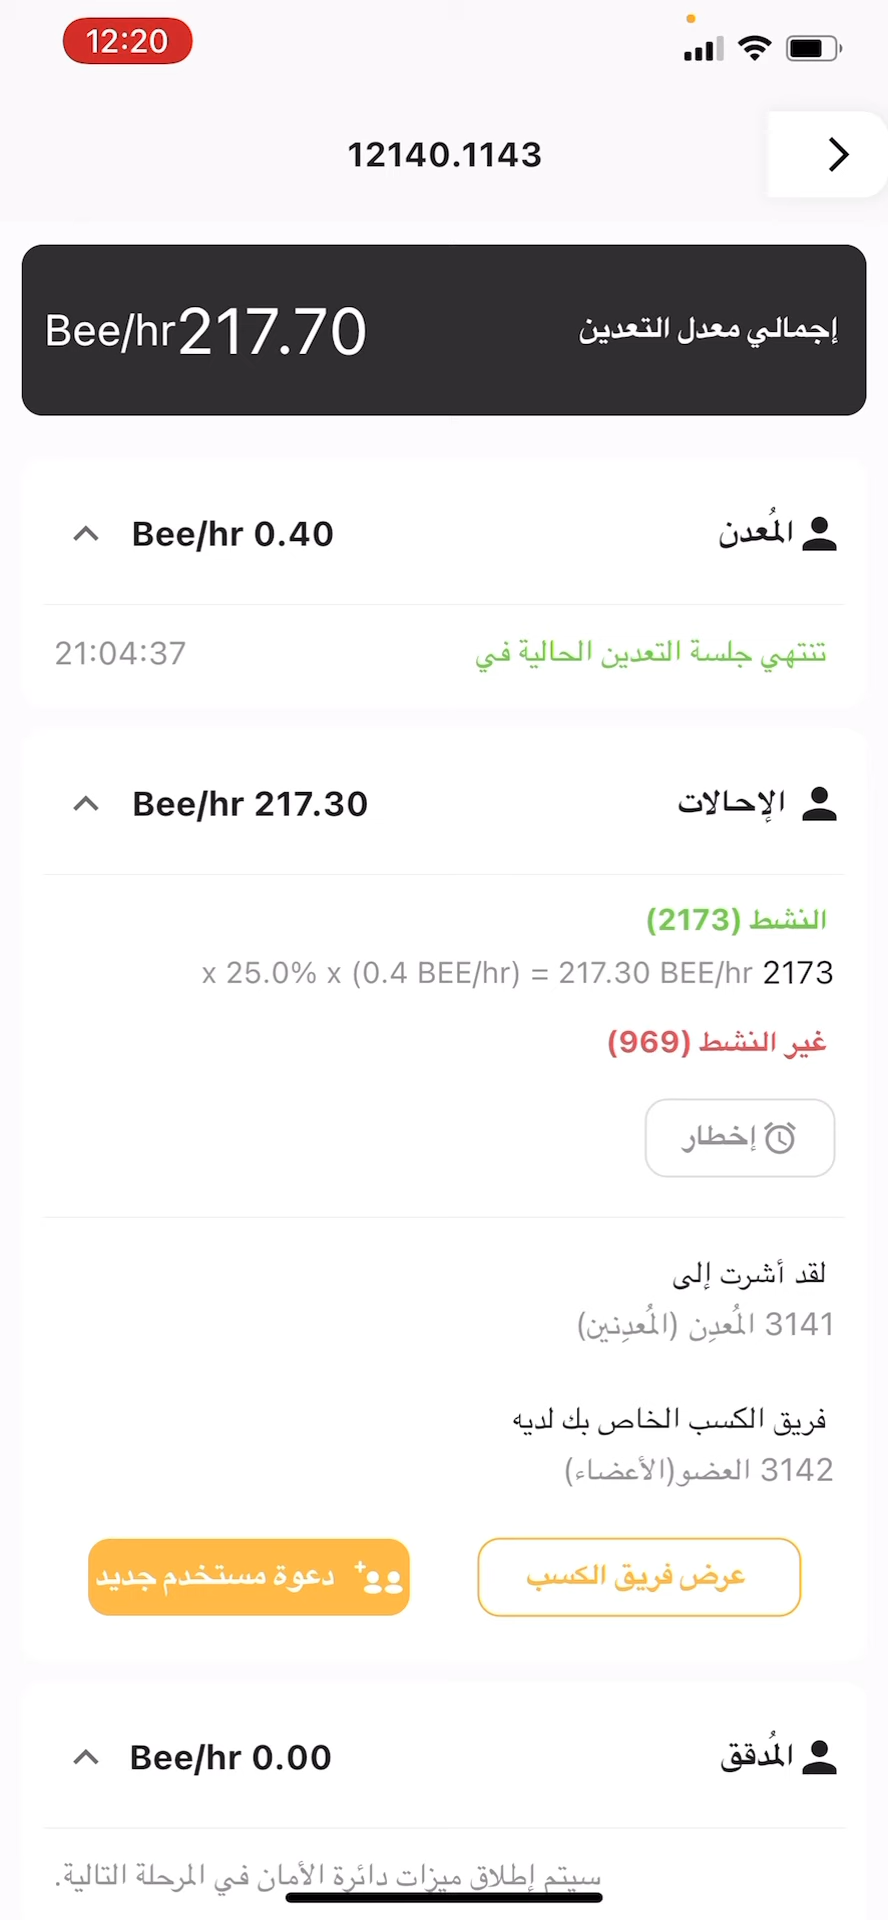 12:20
12140.1143
إجمالي معدل التعدين
Bee/hr217.70
المُعدن
Bee/hr 0.40
تنتهي جلسة التعدين الحالية في
21:04:37
الإحالات
Bee/hr 217.30
النشط (2173)
x 25.0% x (0.4 BEE/hr) = 217.30 BEE/hr 2173
غير النشط (969)
إخطار
لقد أشرت إلى
3141 المُعدِن (المُعدِنين)
فريق الكسب الخاص بك لديه
3142 العضو(الأعضاء)
عرض فريق الكسب
دعوة مستخدم جديد
المُدقق
Bee/hr 0.00
سيتم إطلاق ميزات دائرة الأمان في المرحلة التالية.